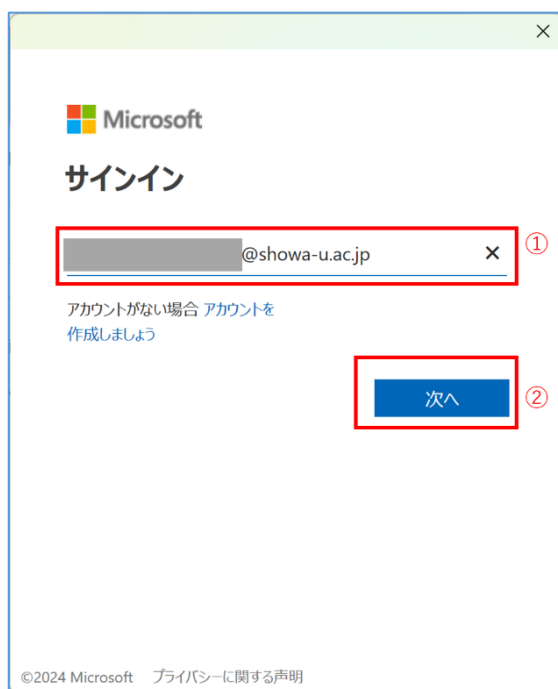 Microsoft
サインイン
@showa-u.ac.jp
①
アカウントがない場合 アカウントを
作成しましょう
次へ
②
©2024 Microsoft プライバシーに関する声明